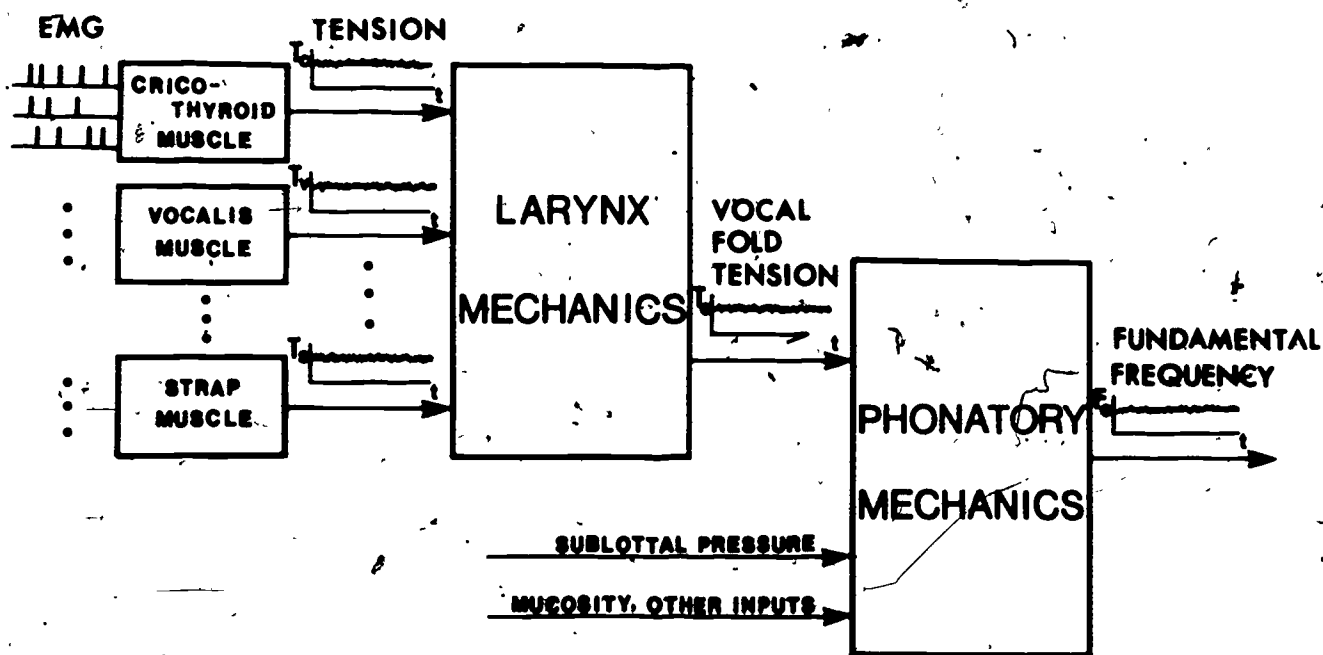 EMG
TENSION
CRICO-
THYROID
MUSCLE
t
VOCALIS
MUSCLE
T_v
t
STRAP
MUSCLE
t
LARYNX
MECHANICS
VOCAL
FOLD
TENSION
t
PHONATORY
MECHANICS
SUBLOTTAL PRESSURE
MUCOSITY, OTHER INPUTS
FUNDAMENTAL
FREQUENCY
t